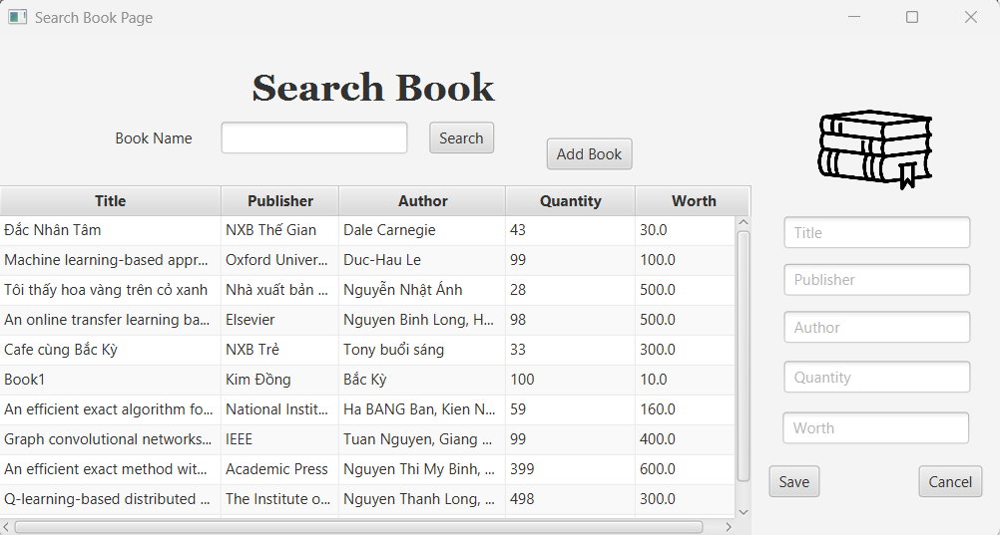 Search Book Page
Search Book
Book Name Search
Add Book
Title Publisher Author Quantity Worth
Đắc Nhân Tâm NXB Thế Gian Dale Carnegie 43 30.0
Machine learning-based appr... Oxford Univer... Duc-Hau Le 99 100.0
Tôi thấy hoa vàng trên cỏ xanh Nhà xuất bản ... Nguyễn Nhật Ánh 28 500.0
An online transfer learning ba... Elsevier Nguyen Binh Long, H... 98 500.0
Cafe cùng Bắc Kỳ NXB Trẻ Tony buổi sáng 33 300.0
Book1 Kim Đồng Bắc Kỳ 100 10.0
An efficient exact algorithm fo... National Instit... Ha BANG Ban, Kien N... 59 160.0
Graph convolutional networks... IEEE Tuan Nguyen, Giang ... 99 400.0
An efficient exact method wit... Academic Press Nguyen Thi My Binh, ... 399 600.0
Q-learning-based distributed ... The Institute o... Nguyen Thanh Long, ... 498 300.0
Title
Publisher
Author
Quantity
Worth
Save Cancel